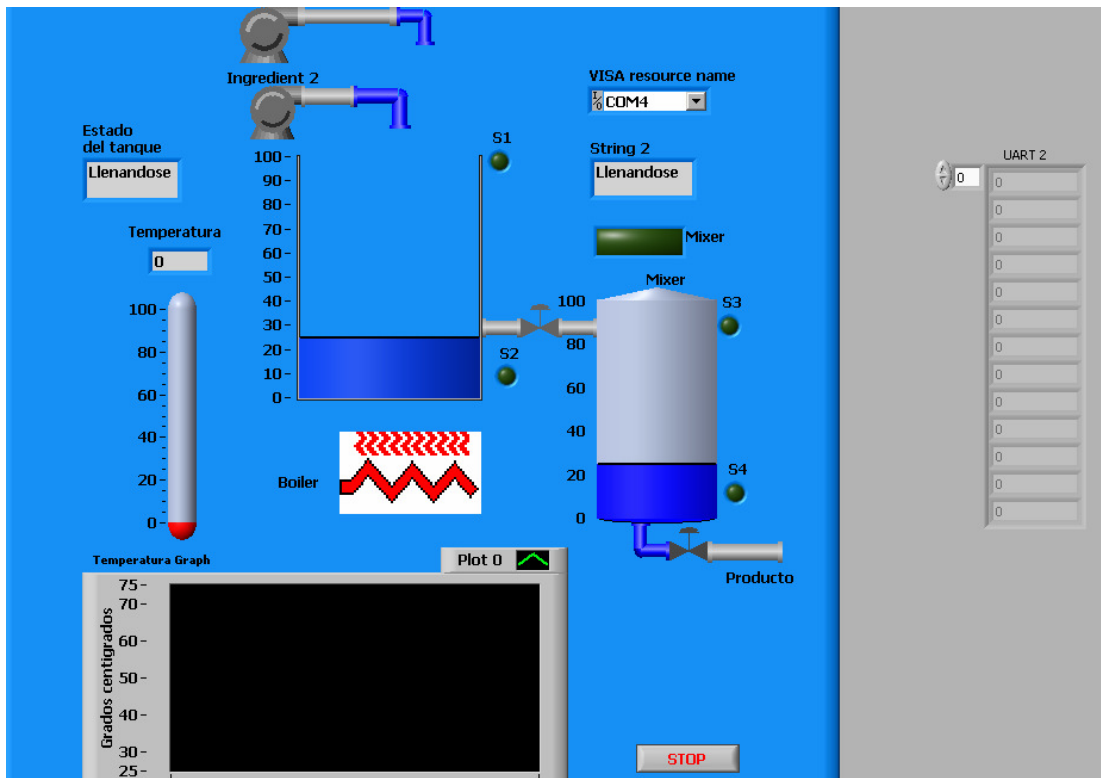 Ingredient 2
VISA resource name
I/O COM4
Estado
del tanque
Llenandose
S1
String 2
Llenandose
UART 2
0
0
0
0
0
0
0
0
0
0
0
0
0
0
100
90
80
70
60
50
40
30
20
10
0
Temperatura
0
Mixer
Mixer
S3
S2
100
80
60
40
20
0
100
80
60
40
20
0
S4
Boiler
Producto
Temperatura Graph
Plot 0
Grados centigrados
75
70
60
50
40
30
25
STOP